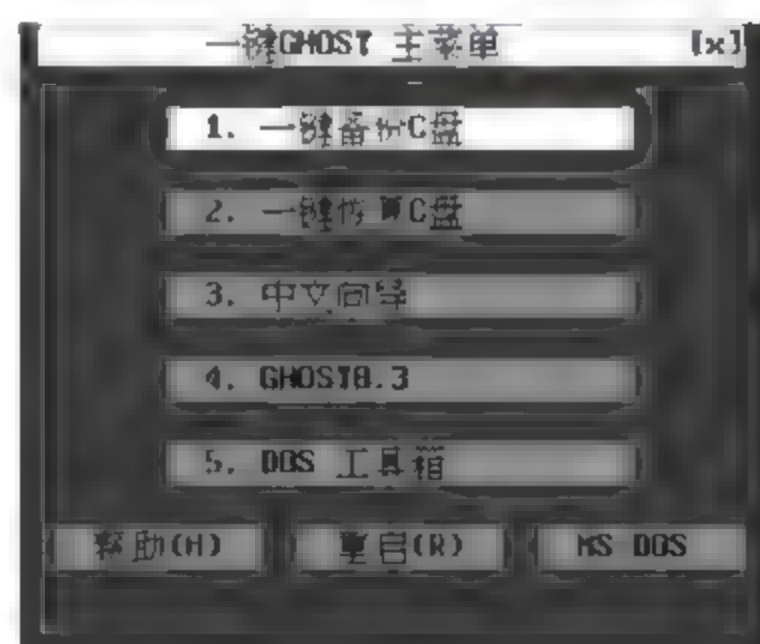 一键GHOST 主菜单 [x]
1. 一键备份C盘
2. 一键恢复C盘
3. 中文向导
4. GHOST8.3
5. DOS 工具箱
帮助(H) 重启(R) MS DOS